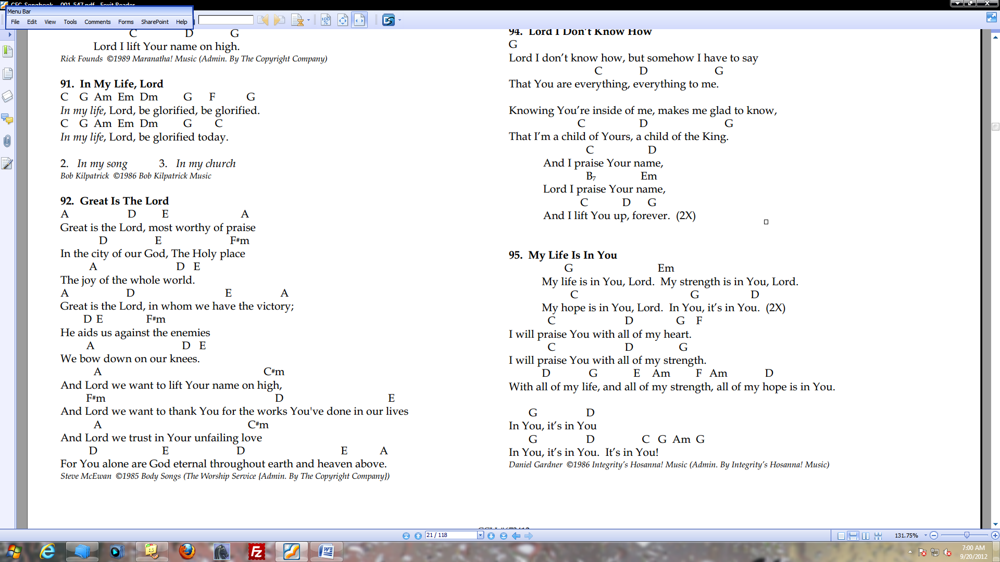 CFC Songbook - 001-547.pdf - Foxit Reader
Menu Bar
File Edit View Tools Comments Forms SharePoint Help
C D G
Lord I lift Your name on high.
Rick Founds ©1989 Maranatha! Music (Admin. By The Copyright Company)
91. In My Life, Lord
C G Am Em Dm G F G
In my life, Lord, be glorified, be glorified.
C G Am Em Dm G C
In my life, Lord, be glorified today.
2. In my song 3. In my church
Bob Kilpatrick ©1986 Bob Kilpatrick Music
92. Great Is The Lord
A D E A
Great is the Lord, most worthy of praise
D E F#m
In the city of our God, The Holy place
A D E
The joy of the whole world.
A D E A
Great is the Lord, in whom we have the victory;
D E F#m
He aids us against the enemies
A D E
We bow down on our knees.
A C#m
And Lord we want to lift Your name on high,
F#m D E
And Lord we want to thank You for the works You've done in our lives
A C#m
And Lord we trust in Your unfailing love
D E D E A
For You alone are God eternal throughout earth and heaven above.
Steve McEwan ©1985 Body Songs (The Worship Service {Admin. By The Copyright Company})
94. Lord I Don’t Know How
G
Lord I don’t know how, but somehow I have to say
C D G
That You are everything, everything to me.
Knowing You’re inside of me, makes me glad to know,
C D G
That I’m a child of Yours, a child of the King.
C D
And I praise Your name,
B7 Em
Lord I praise Your name,
C D G
And I lift You up, forever. (2X)
95. My Life Is In You
G Em
My life is in You, Lord. My strength is in You, Lord.
C G D
My hope is in You, Lord. In You, it’s in You. (2X)
C D G F
I will praise You with all of my heart.
C D G
I will praise You with all of my strength.
D G E Am F Am D
With all of my life, and all of my strength, all of my hope is in You.
G D
In You, it’s in You
G D C G Am G
In You, it’s in You. It’s in You!
Daniel Gardner ©1986 Integrity’s Hosanna! Music (Admin. By Integrity’s Hosanna! Music)
21 / 118
131.75%
7:00 AM
9/20/2012